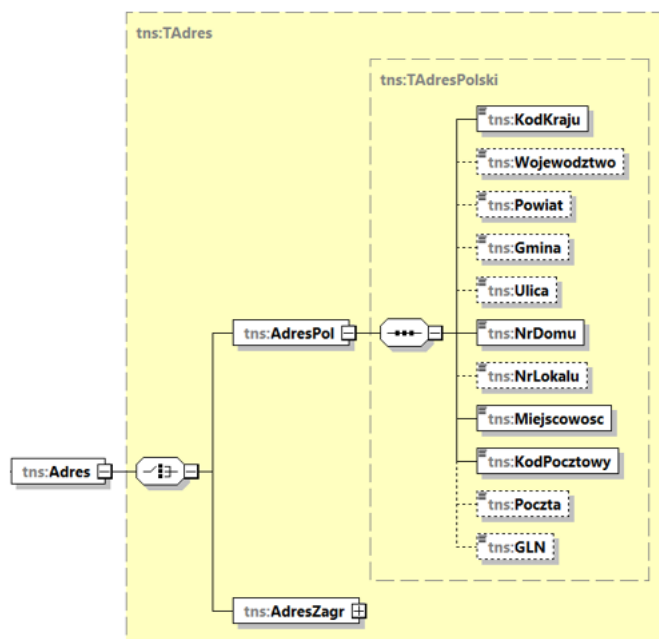 tns:TAdres
tns:TAdresPolski
tns:KodKraju
tns:Wojewodztwo
tns:Powiat
tns:Gmina
tns:Ulica
tns:AdresPol
tns:NrDomu
tns:NrLokalu
tns:Miejscowosc
tns:KodPocztowy
tns:Adres
tns:Poczta
tns:GLN
tns:AdresZagr